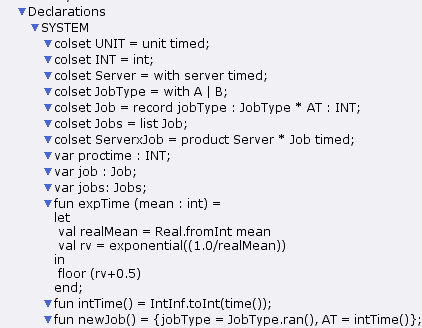 Declarations
SYSTEM
colset UNIT = unit timed;
colset INT = int;
colset Server = with server timed;
colset JobType = with A | B;
colset Job = record jobType : JobType * AT : INT;
colset Jobs = list Job;
colset ServerxJob = product Server * Job timed;
var proctime : INT;
var job : Job;
var jobs: Jobs;
fun expTime (mean : int) =
let
val realMean = Real.fromInt mean
val rv = exponential((1.0/realMean))
in
floor (rv+0.5)
end;
fun intTime() = IntInf.toInt(time());
fun newJob() = {jobType = JobType.ran(), AT = intTime()};